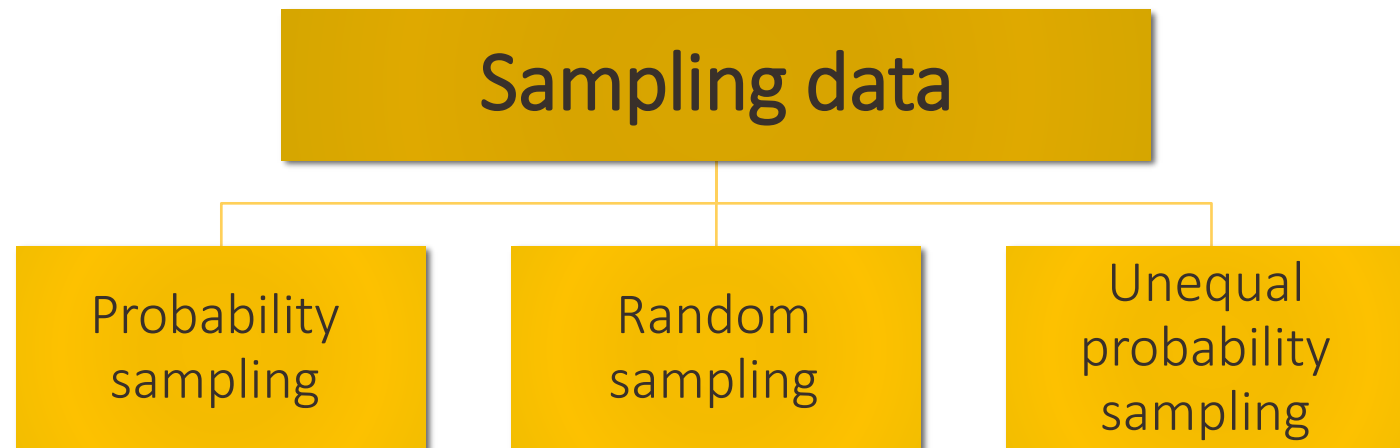 Sampling data
Probability
sampling
Random
sampling
Unequal
probability
sampling